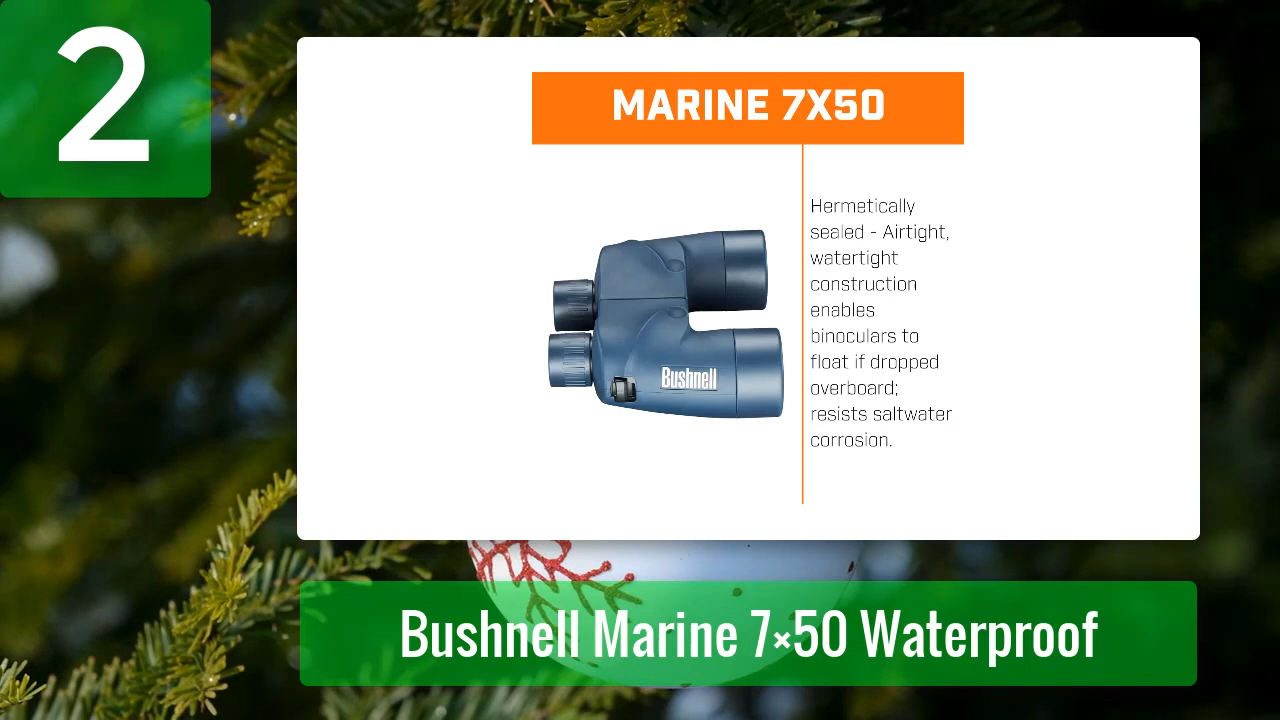 2
MARINE 7X50
Hermetically
sealed - Airtight,
watertight
construction
enables
binoculars to
float if dropped
overboard;
resists saltwater
corrosion.
Bushnell
Bushnell Marine 7×50 Waterproof